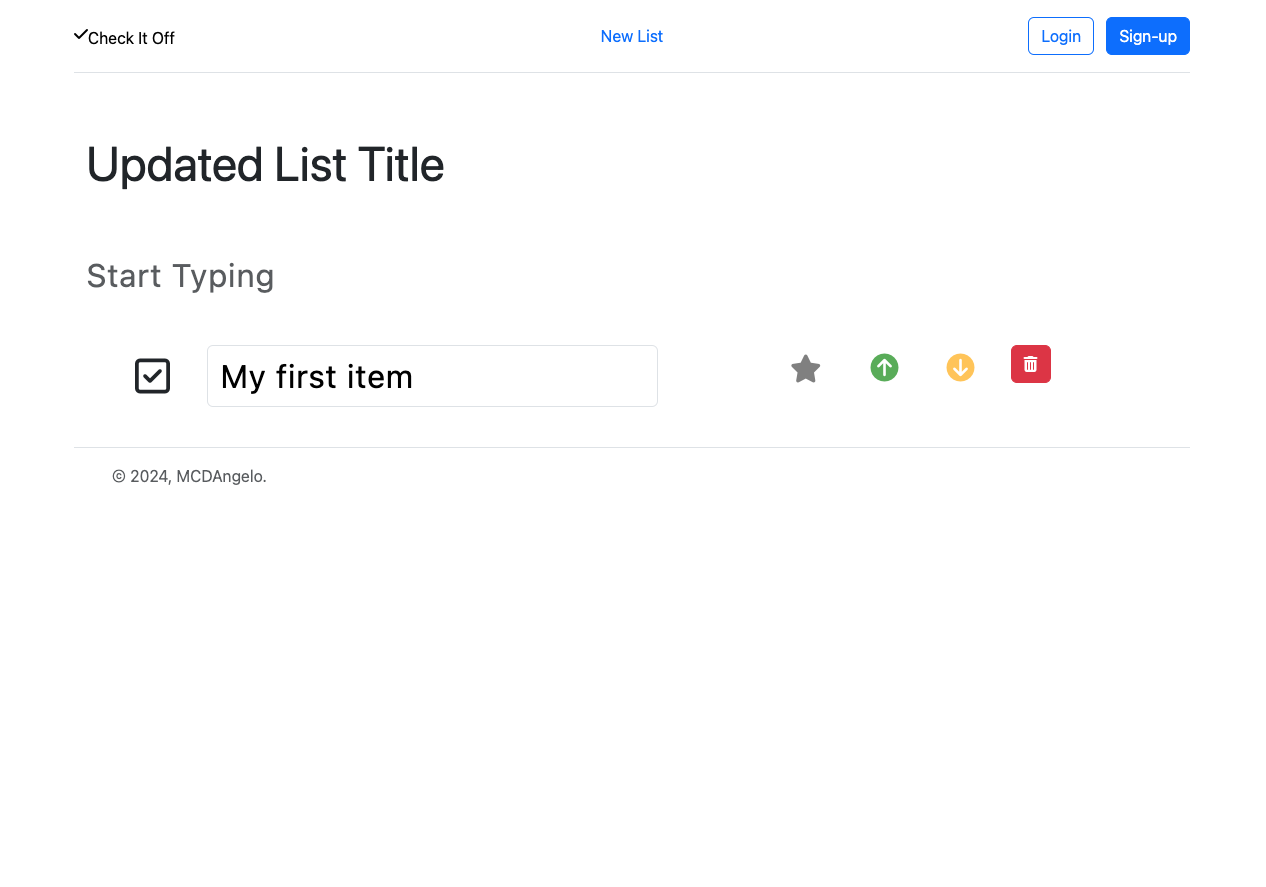 Check It Off
New List
Login
Sign-up
Updated List Title
Start Typing
My first item
© 2024, MCDAngelo.